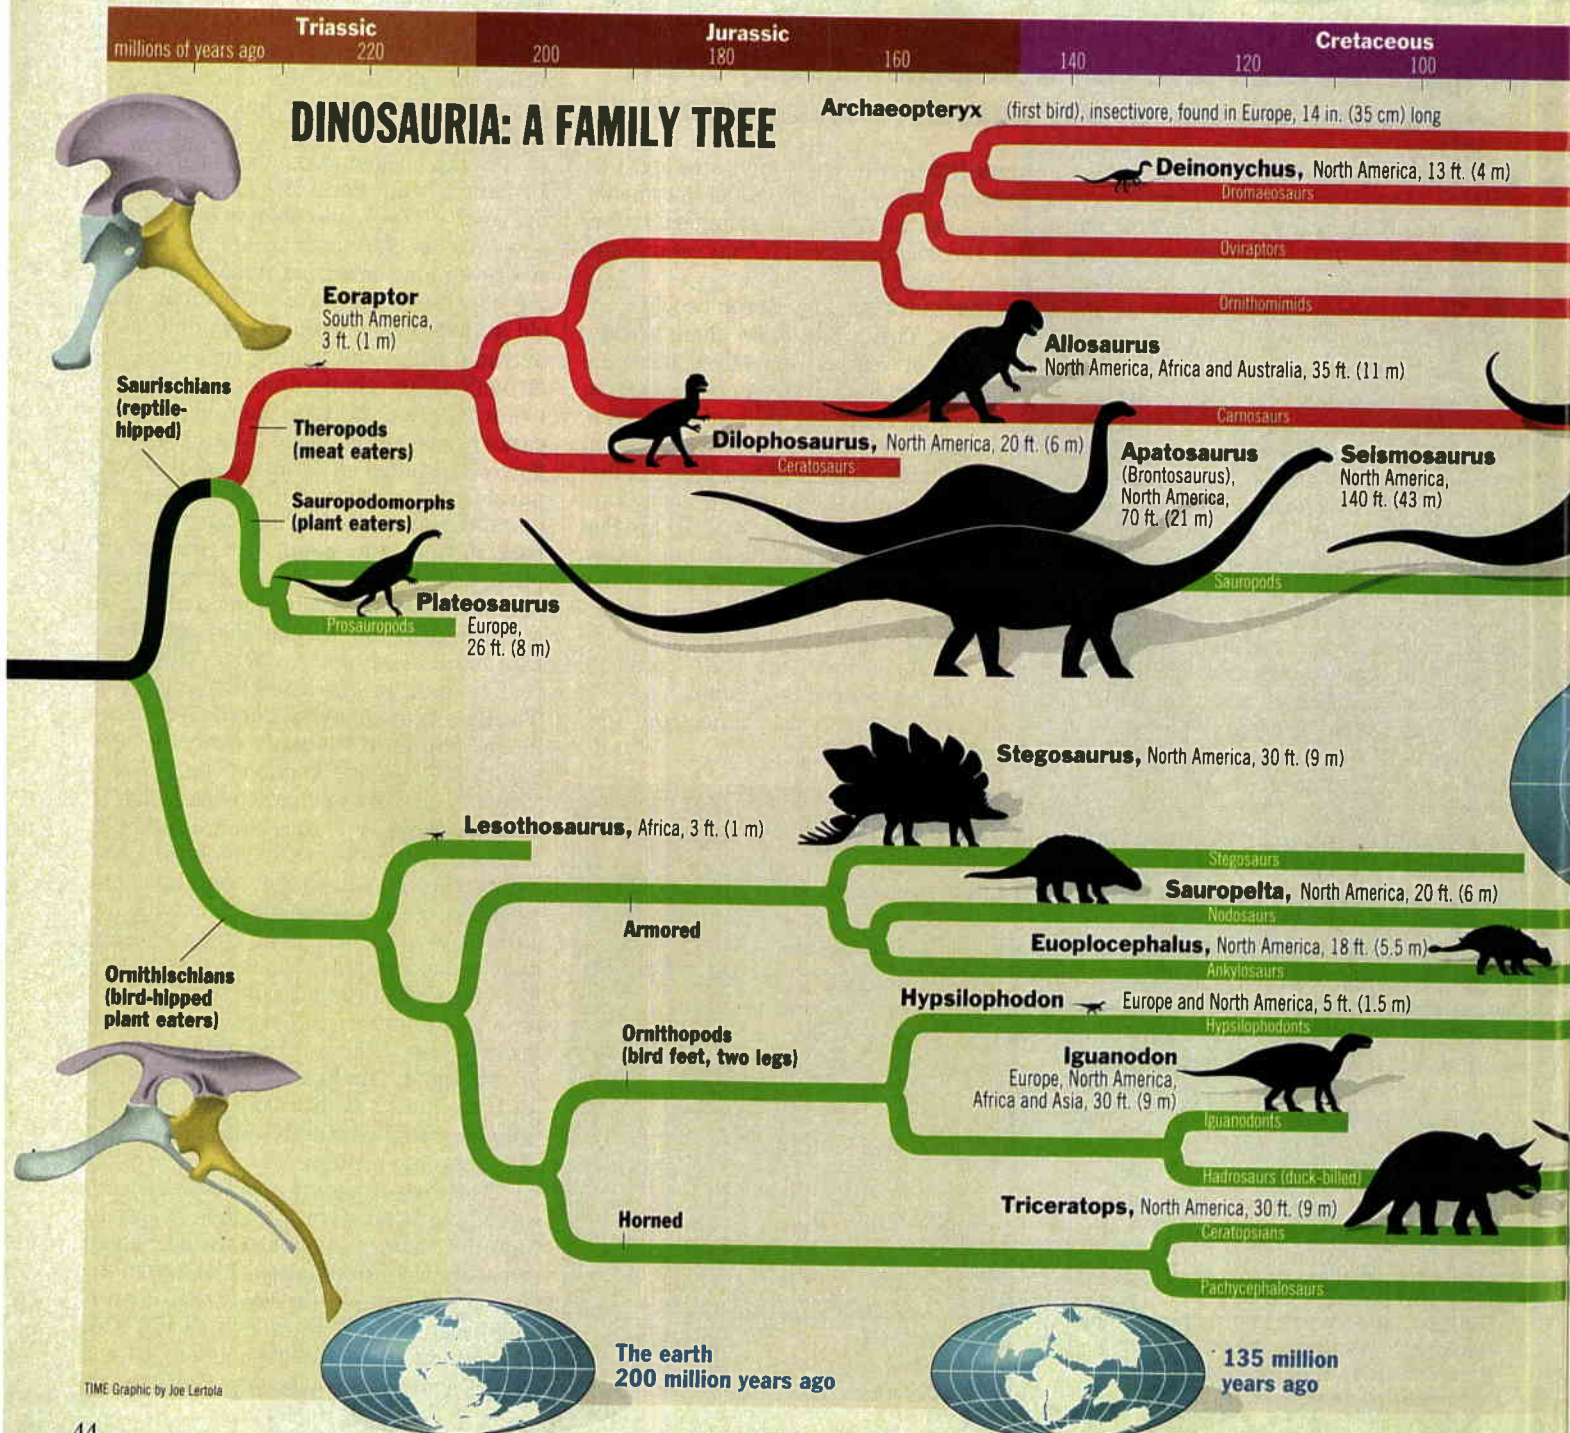 Triassic
Jurassic
Cretaceous
millions of years ago 220 200 180 160 140 120 100
DINOSAURIA: A FAMILY TREE
Archaeopteryx (first bird), insectivore, found in Europe, 14 in. (35 cm) long
Deinonychus, North America, 13 ft. (4 m)
Dromaeosaurs
Oviraptors
Ornithomimids
Eoraptor
South America,
3 ft. (1 m)
Allosaurus
North America, Africa and Australia, 35 ft. (11 m)
Carnosaurs
Saurischians
(reptile-
hipped)
Theropods
(meat eaters)
Dilophosaurus, North America, 20 ft. (6 m)
Ceratosaurs
Apatosaurus
(Brontosaurus),
North America,
70 ft. (21 m)
Seismosaurus
North America,
140 ft. (43 m)
Sauropodomorphs
(plant eaters)
Sauropods
Plateosaurus
Europe,
26 ft. (8 m)
Prosauropods
Stegosaurus, North America, 30 ft. (9 m)
Lesothosaurus, Africa, 3 ft. (1 m)
Stegosaurs
Sauropelta, North America, 20 ft. (6 m)
Nodosaurs
Armored
Euoplocephalus, North America, 18 ft. (5.5 m)
Ankylosaurs
Ornithischians
(bird-hipped
plant eaters)
Hypsilophodon Europe and North America, 5 ft. (1.5 m)
Hypsilophodonts
Ornithopods
(bird feet, two legs)
Iguanodon
Europe, North America,
Africa and Asia, 30 ft. (9 m)
Iguanodonts
Hadrosaurs (duck-billed)
Triceratops, North America, 30 ft. (9 m)
Horned
Ceratopsians
Pachycephalosaurs
The earth
200 million years ago
135 million
years ago
TIME Graphic by Joe Lertola
44